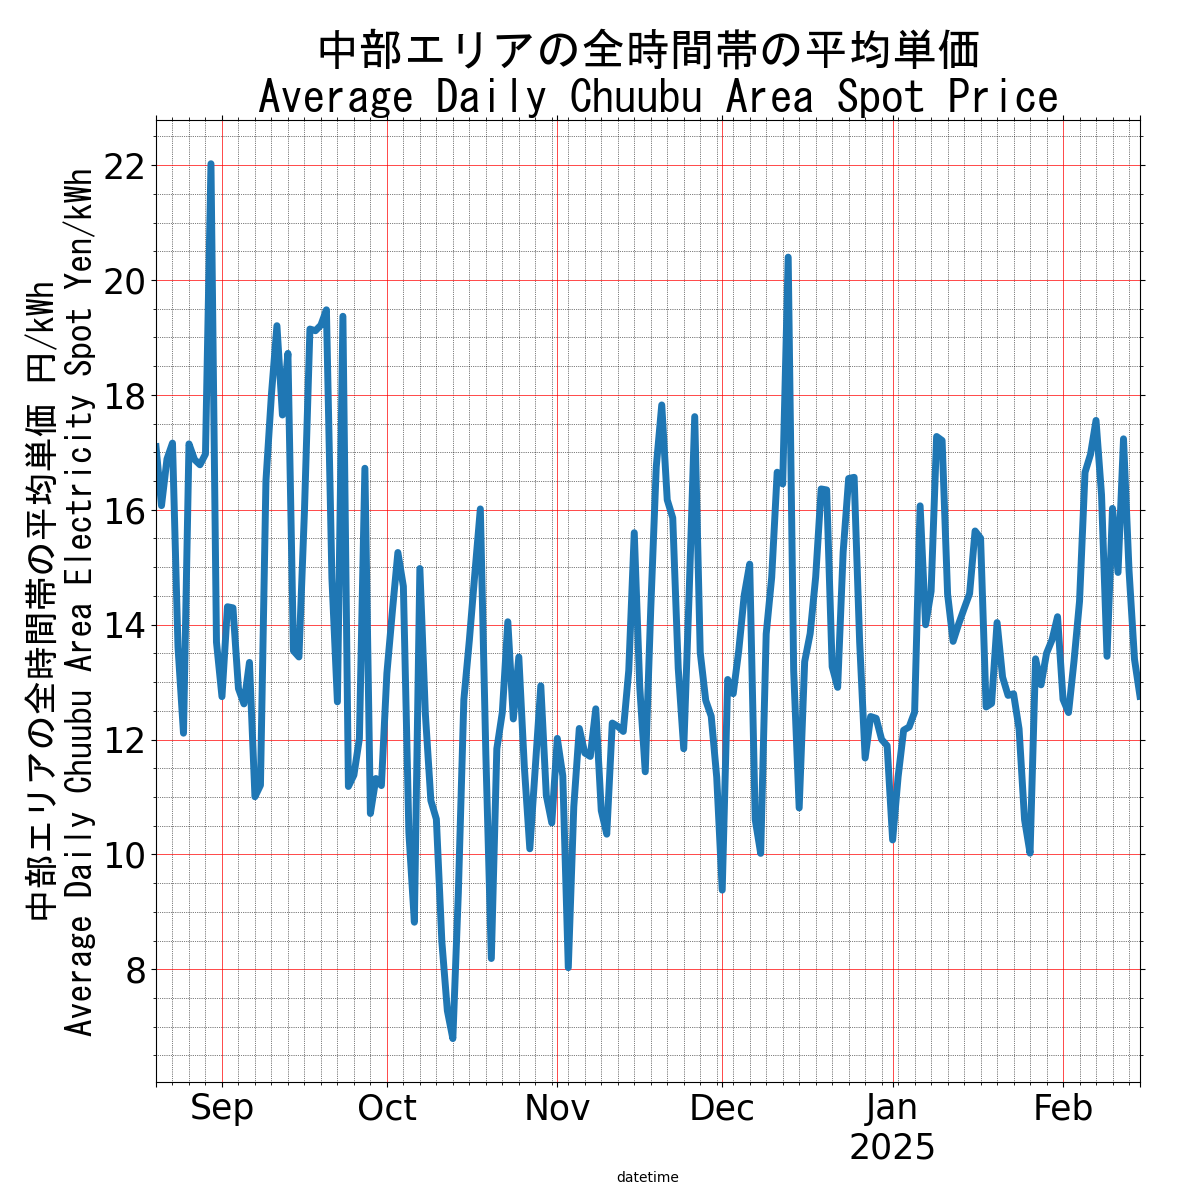 中部エリアの全時間帯の平均単価
Average Daily Chuubu Area Spot Price
中部エリアの全時間帯の平均単価 円/kWh
Average Daily Chuubu Area Electricity Spot Yen/kWh
22
20
18
16
14
12
10
8
Sep Oct Nov Dec Jan Feb
2025
datetime